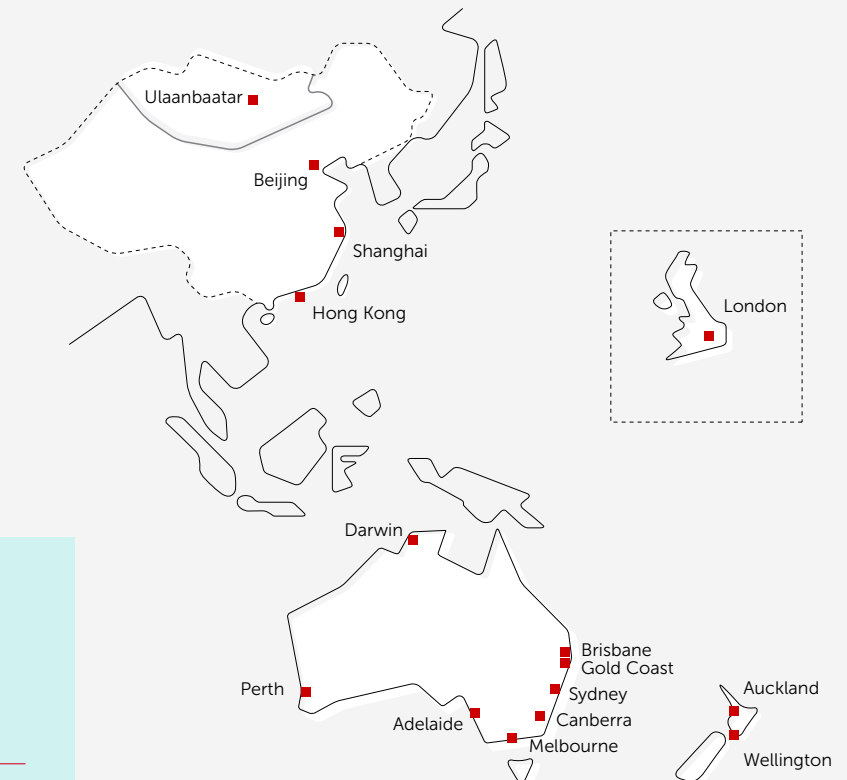 Ulaanbaatar
Beijing
Shanghai
Hong Kong
London
Darwin
Brisbane
Gold Coast
Perth
Sydney
Auckland
Adelaide
Canberra
Melbourne
Wellington